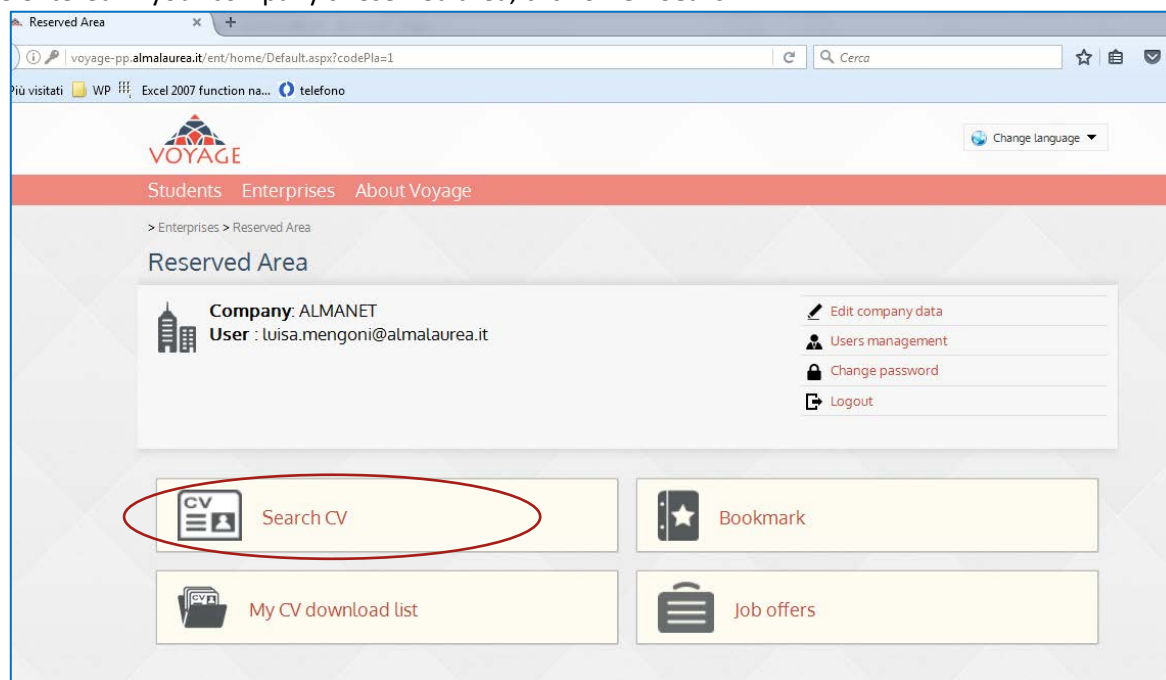 Reserved Area
voyage-pp.almalaurea.it/ent/home/Default.aspx?codePla=1
Cerca
Più visitati WP Excel 2007 function na... telefono
VOYAGE
Change language
Students Enterprises About Voyage
> Enterprises > Reserved Area
Reserved Area
Company: ALMANET
User : luisa.mengoni@almalaurea.it
Edit company data
Users management
Change password
Logout
CV
Search CV
Bookmark
CV
My CV download list
Job offers